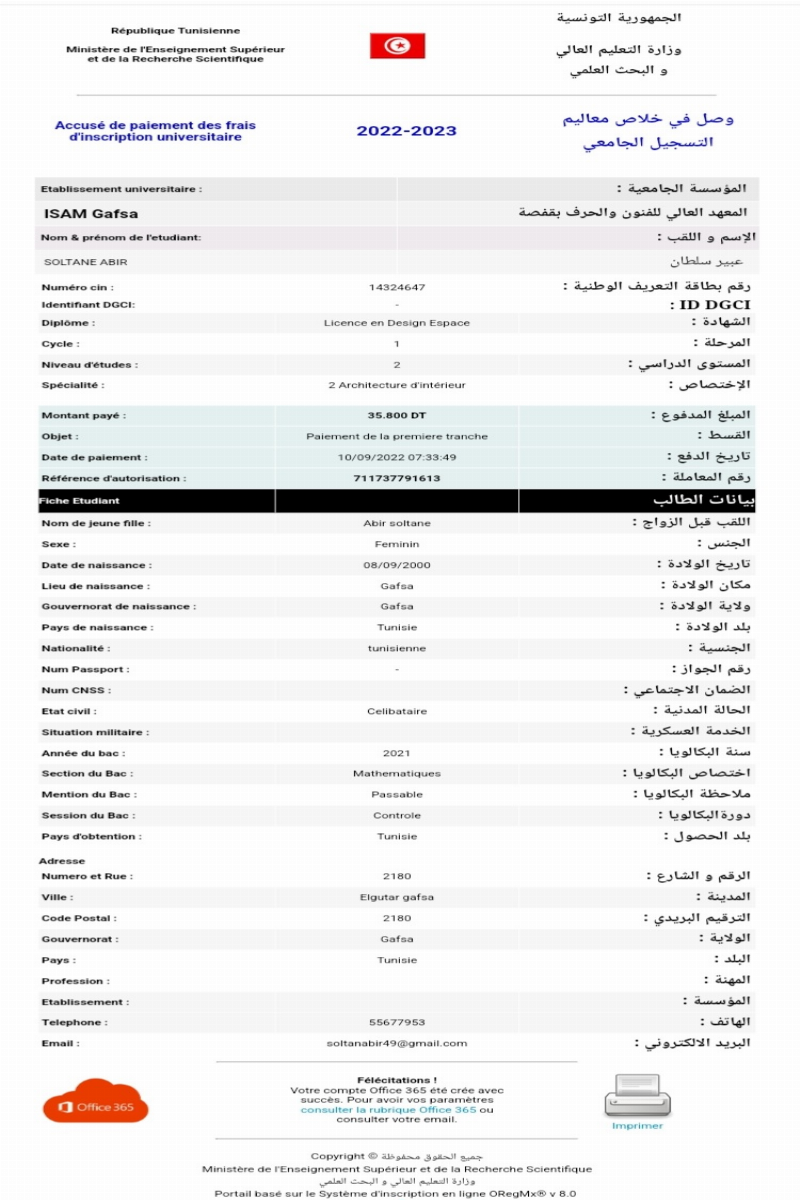 République Tunisienne
Ministère de l'Enseignement Supérieur
et de la Recherche Scientifique
الجمهورية التونسية
وزارة التعليم العالي
و البحث العلمي
Accusé de paiement des frais
d'inscription universitaire
2022-2023
وصل في خلاص معاليم
التسجيل الجامعي
Etablissement universitaire : المؤسسة الجامعية :
ISAM Gafsa المعهد العالي للفنون والحرف بقفصة
Nom & prénom de l'etudiant: الإسم و اللقب :
SOLTANE ABIR عبير سلطان
Numéro cin : 14324647 رقم بطاقة التعريف الوطنية :
Identifiant DGCI: - ID DGCI :
Diplôme : Licence en Design Espace الشهادة :
Cycle : 1 المرحلة :
Niveau d'études : 2 المستوى الدراسي :
Spécialité : 2 Architecture d'intérieur الإختصاص :
Montant payé : 35.800 DT المبلغ المدفوع :
Objet : Paiement de la premiere tranche القسط :
Date de paiement : 10/09/2022 07:33:49 تاريخ الدفع :
Référence d'autorisation : 711737791613 رقم المعاملة :
Fiche Etudiant بيانات الطالب
Nom de jeune fille : Abir soltane اللقب قبل الزواج :
Sexe : Feminin الجنس :
Date de naissance : 08/09/2000 تاريخ الولادة :
Lieu de naissance : Gafsa مكان الولادة :
Gouvernorat de naissance : Gafsa ولاية الولادة :
Pays de naissance : Tunisie بلد الولادة :
Nationalité : tunisienne الجنسية :
Num Passport : - رقم الجواز :
Num CNSS : الضمان الاجتماعي :
Etat civil : Celibataire الحالة المدنية :
Situation militaire : الخدمة العسكرية :
Année du bac : 2021 سنة البكالويا :
Section du Bac : Mathematiques اختصاص البكالويا :
Mention du Bac : Passable ملاحظة البكالويا :
Session du Bac : Controle دورةالبكالويا :
Pays d'obtention : Tunisie بلد الحصول :
Adresse
Numero et Rue : 2180 الرقم و الشارع :
Ville : Elgutar gafsa المدينة :
Code Postal : 2180 الترقيم البريدي :
Gouvernorat : Gafsa الولاية :
Pays : Tunisie البلد :
Profession : المهنة :
Etablissement : المؤسسة :
Telephone : 55677953 الهاتف :
Email : soltanabir49@gmail.com البريد الالكتروني :
Office 365
Félécitations !
Votre compte Office 365 été crée avec
succès. Pour avoir vos paramètres
consulter la rubrique Office 365 ou
consulter votre email.
Imprimer
Copyright © جميع الحقوق محفوظة
Ministère de l'Enseignement Supérieur et de la Recherche Scientifique
وزارة التعليم العالي و البحث العلمي
Portail basé sur le Système d'inscription en ligne ORegMx® v 8.0